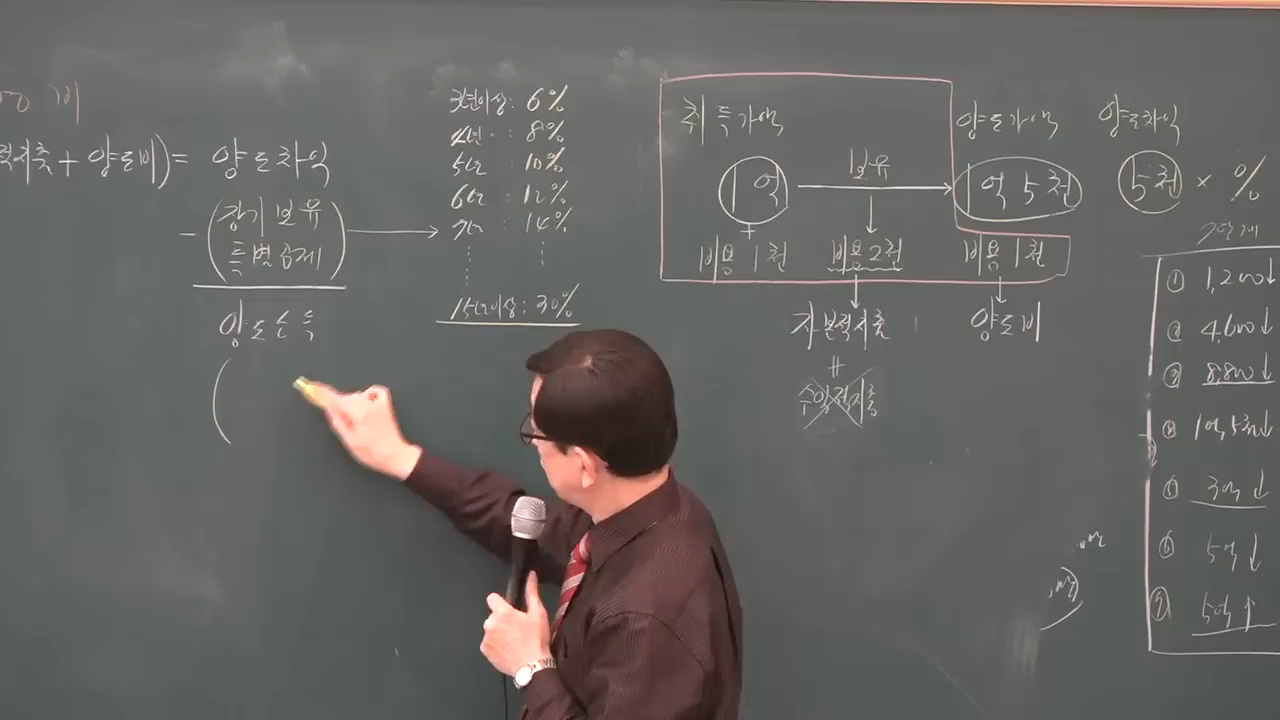 양도비) = 양도차익
- (장기보유
특별공제)
양도소득
(
3년이상: 6%
4년 : 8%
5년 : 10%
6년 : 12%
7년 : 14%
15년이상: 30%
취득가액
1억
+
비용 1천
보유
비용2천
자본적지출
수익적지출
양도가액
1억 5천
비용 1천
양도비
양도차익
5천 × %
7단계
① 1,200↓
② 4,600↓
③ 8,800↓
④ 1억5천↓
⑤ 3억↓
⑥ 5억↓
⑦ 5억↑